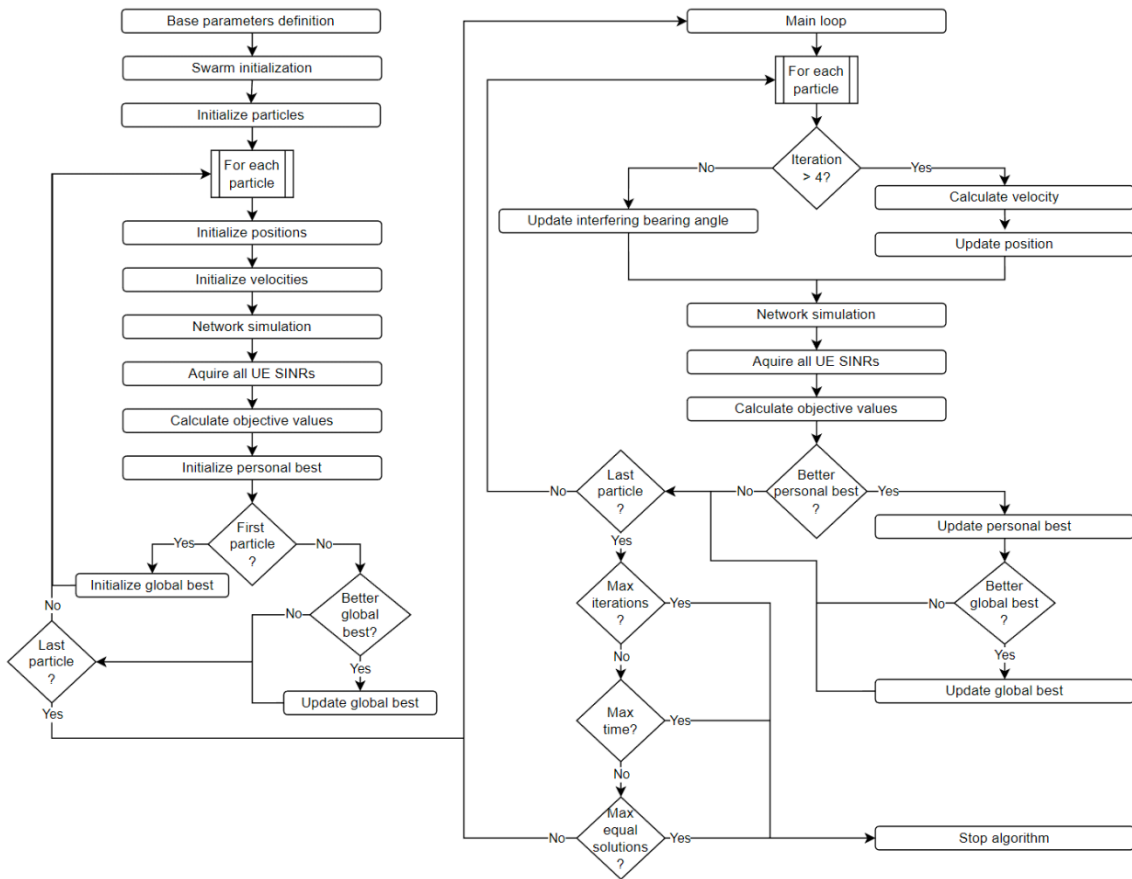 Base parameters definition
Swarm initialization
Initialize particles
For each
particle
Initialize positions
Initialize velocities
Network simulation
Aquire all UE SINRs
Calculate objective values
Initialize personal best
First
particle
?
Yes
No
Initialize global best
Better
global
best?
No
Yes
Update global best
No
Last
particle
?
Yes
Main loop
For each
particle
Iteration
> 4?
No
Yes
Update interfering bearing angle
Calculate velocity
Update position
Network simulation
Aquire all UE SINRs
Calculate objective values
Better
personal best
?
No
Yes
Update personal best
Better
global best
?
No
Yes
Update global best
Last
particle
?
No
Yes
Max
iterations
?
Yes
No
Max
time?
Yes
No
Max
equal
solutions
?
No
Yes
Stop algorithm